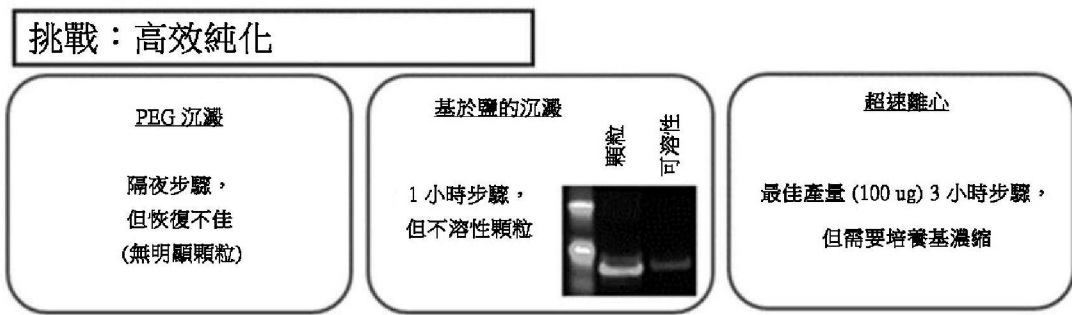 挑戰：高效純化
PEG 沉澱
隔夜步驟，
但恢復不佳
(無明顯顆粒)
基於鹽的沉澱
1 小時步驟，
但不溶性顆粒
顆粒
可溶性
超速離心
最佳產量 (100 ug) 3 小時步驟，
但需要培養基濃縮